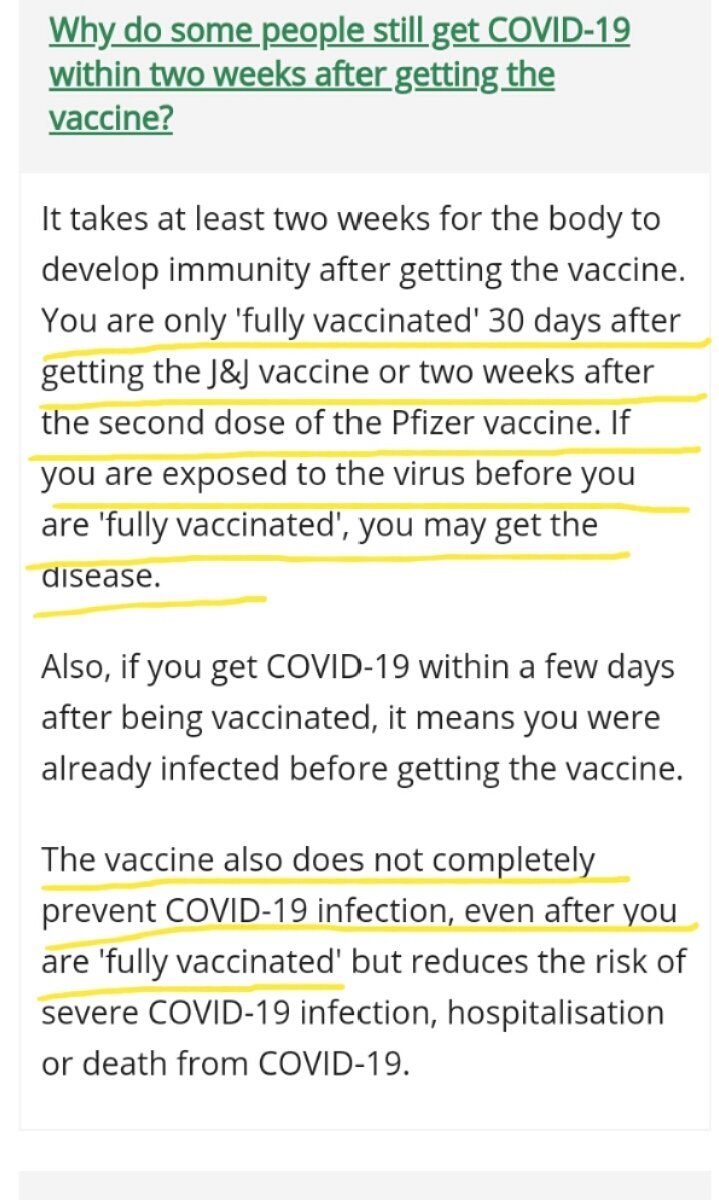 Why do some people still get COVID-19
within two weeks after getting the
vaccine?
It takes at least two weeks for the body to
develop immunity after getting the vaccine.
You are only 'fully vaccinated' 30 days after
getting the J&J vaccine or two weeks after
the second dose of the Pfizer vaccine. If
you are exposed to the virus before you
are 'fully vaccinated', you may get the
disease.
Also, if you get COVID-19 within a few days
after being vaccinated, it means you were
already infected before getting the vaccine.
The vaccine also does not completely
prevent COVID-19 infection, even after you
are 'fully vaccinated' but reduces the risk of
severe COVID-19 infection, hospitalisation
or death from COVID-19.